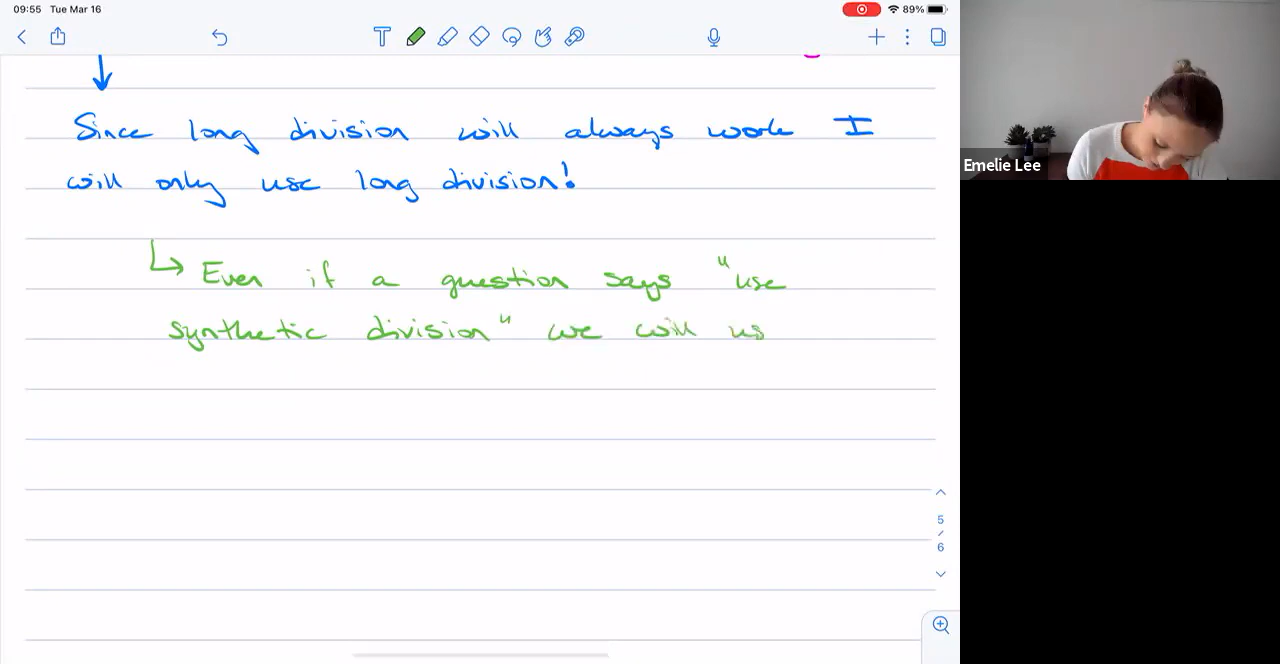 09:55 Tue Mar 16
89%
T
Since long division will always work I
will only use long division!
Even if a question says "use
synthetic division" we will us
5
6
Emelie Lee